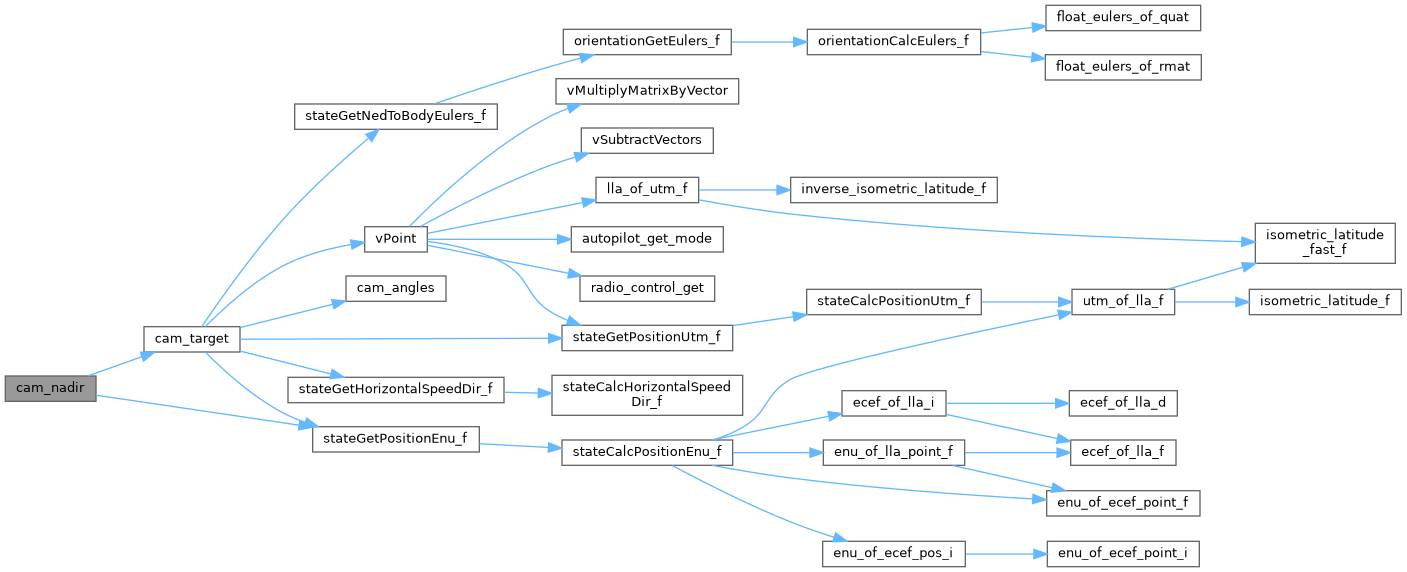 cam_nadir
cam_target
stateGetNedToBodyEulers_f
vPoint
cam_angles
stateGetHorizontalSpeedDir_f
stateGetPositionEnu_f
orientationGetEulers_f
vMultiplyMatrixByVector
vSubtractVectors
lla_of_utm_f
autopilot_get_mode
radio_control_get
stateGetPositionUtm_f
stateCalcHorizontalSpeed
Dir_f
stateCalcPositionEnu_f
orientationCalcEulers_f
inverse_isometric_latitude_f
stateCalcPositionUtm_f
ecef_of_lla_i
enu_of_lla_point_f
enu_of_ecef_pos_i
float_eulers_of_quat
float_eulers_of_rmat
isometric_latitude
_fast_f
utm_of_lla_f
isometric_latitude_f
ecef_of_lla_d
ecef_of_lla_f
enu_of_ecef_point_f
enu_of_ecef_point_i